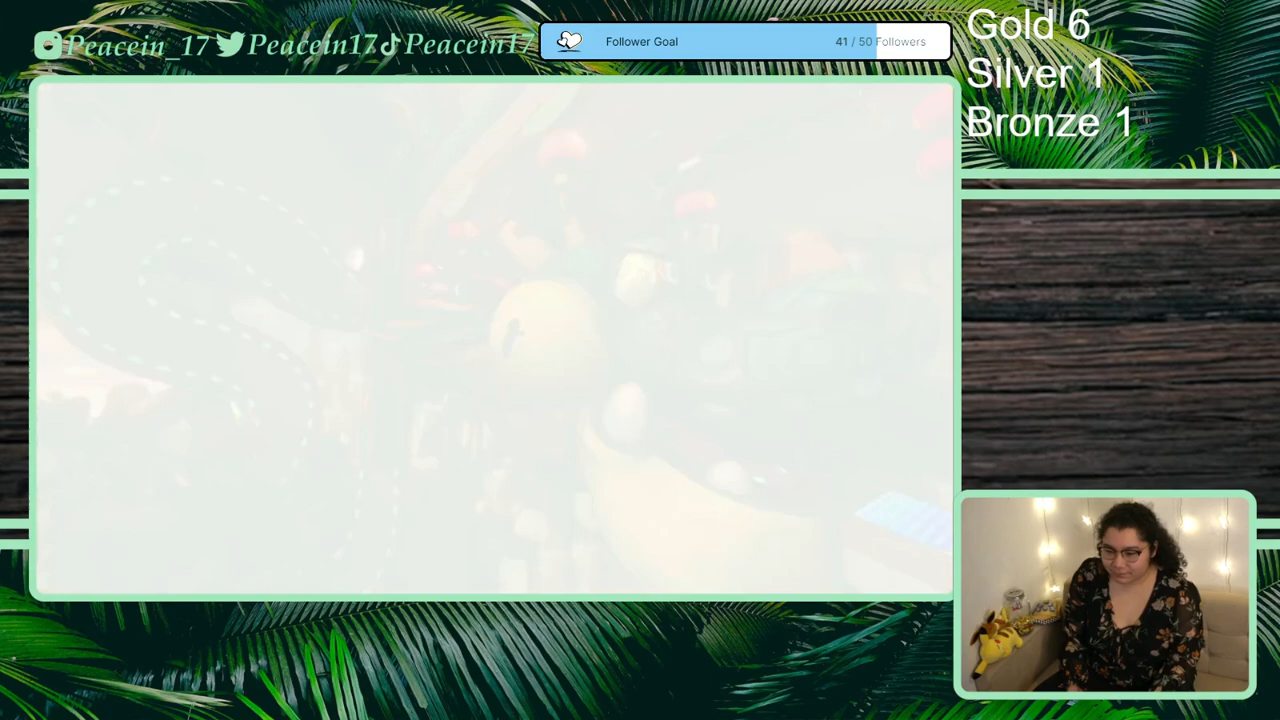 Peacein_17 Peacein17 Peacein17
Follower Goal 41 / 50 Followers
Gold 6
Silver 1
Bronze 1